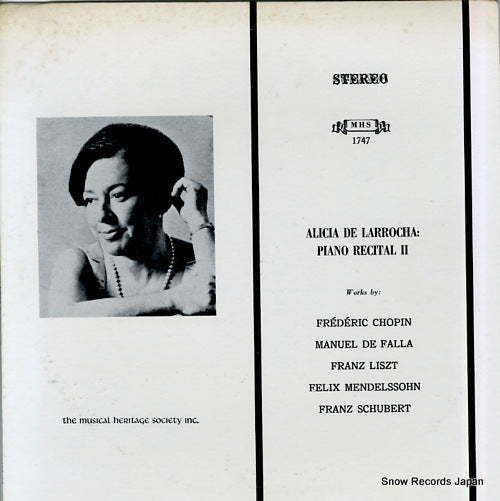 STEREO
MHS
1747
ALICIA DE LARROCHA:
PIANO RECITAL II
Works by:
FRÉDÉRIC CHOPIN
MANUEL DE FALLA
FRANZ LISZT
FELIX MENDELSSOHN
FRANZ SCHUBERT
the musical heritage society inc.
Snow Records Japan